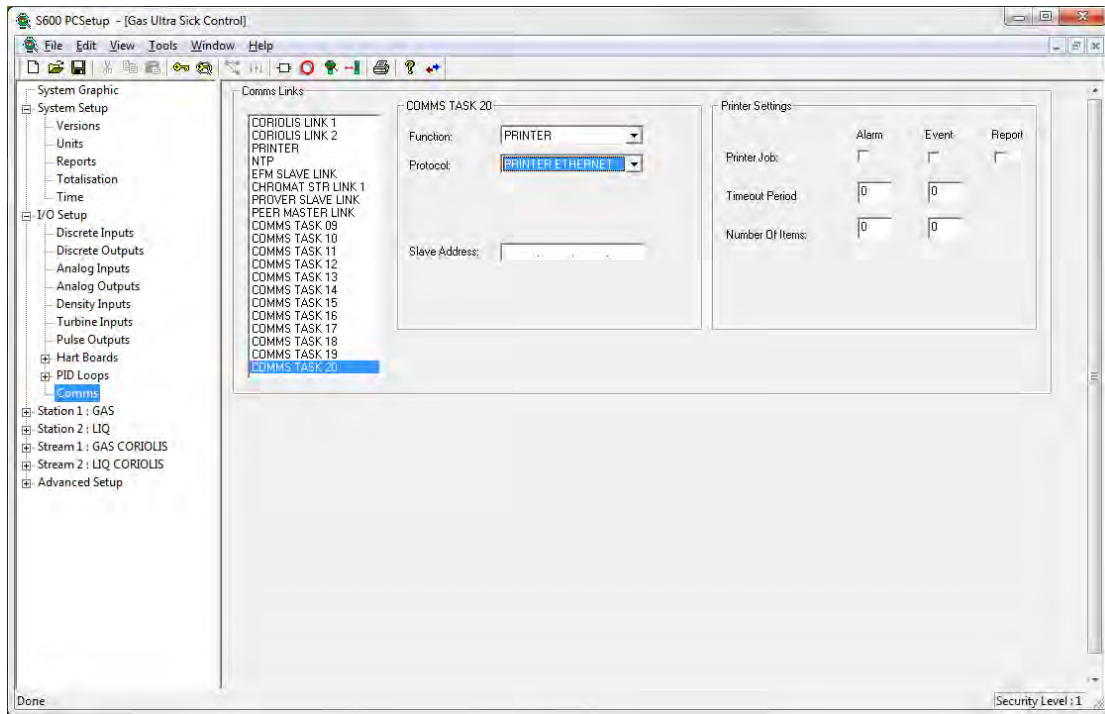 S600 PCSetup - [Gas Ultra Sick Control]
File Edit View Tools Window Help
System Graphic
System Setup
Versions
Units
Reports
Totalisation
Time
I/O Setup
Discrete Inputs
Discrete Outputs
Analog Inputs
Analog Outputs
Density Inputs
Turbine Inputs
Pulse Outputs
Hart Boards
PID Loops
Comms
Station 1 : GAS
Station 2 : LIQ
Stream 1 : GAS CORIOLIS
Stream 2 : LIQ CORIOLIS
Advanced Setup
Comms Links
CORIOLIS LINK 1
CORIOLIS LINK 2
PRINTER
NTP
EFM SLAVE LINK
CHROMAT STR LINK 1
PROVER SLAVE LINK
PEER MASTER LINK
COMMS TASK 09
COMMS TASK 10
COMMS TASK 11
COMMS TASK 12
COMMS TASK 13
COMMS TASK 14
COMMS TASK 15
COMMS TASK 16
COMMS TASK 17
COMMS TASK 18
COMMS TASK 19
COMMS TASK 20
COMMS TASK 20
Function: PRINTER
Protocol: PRINTER ETHERNET
Slave Address: . . .
Printer Settings
Alarm Event Report
Printer Job:
Timeout Period 0 0
Number Of Items: 0 0
Done Security Level : 1